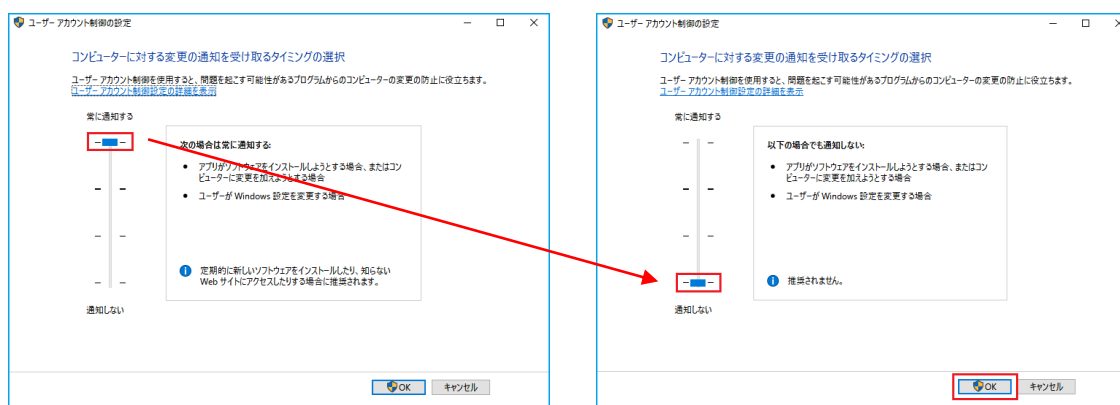 ユーザー アカウント制御の設定
コンピューターに対する変更の通知を受け取るタイミングの選択
ユーザー アカウント制御を使用すると、問題を起こす可能性があるプログラムからのコンピューターの変更の防止に役立ちます。
ユーザー アカウント制御設定の詳細を表示
常に通知する
次の場合は常に通知する:
• アプリがソフトウェアをインストールしようとする場合、またはコン
ピューターに変更を加えようとする場合
• ユーザーが Windows 設定を変更する場合
定期的に新しいソフトウェアをインストールしたり、知らない
Web サイトにアクセスしたりする場合に推奨されます。
通知しない
OK
キャンセル
ユーザー アカウント制御の設定
コンピューターに対する変更の通知を受け取るタイミングの選択
ユーザー アカウント制御を使用すると、問題を起こす可能性があるプログラムからのコンピューターの変更の防止に役立ちます。
ユーザー アカウント制御設定の詳細を表示
常に通知する
以下の場合でも通知しない:
• アプリがソフトウェアをインストールしようとする場合、またはコン
ピューターに変更を加えようとする場合
• ユーザーが Windows 設定を変更する場合
推奨されません。
通知しない
OK
キャンセル